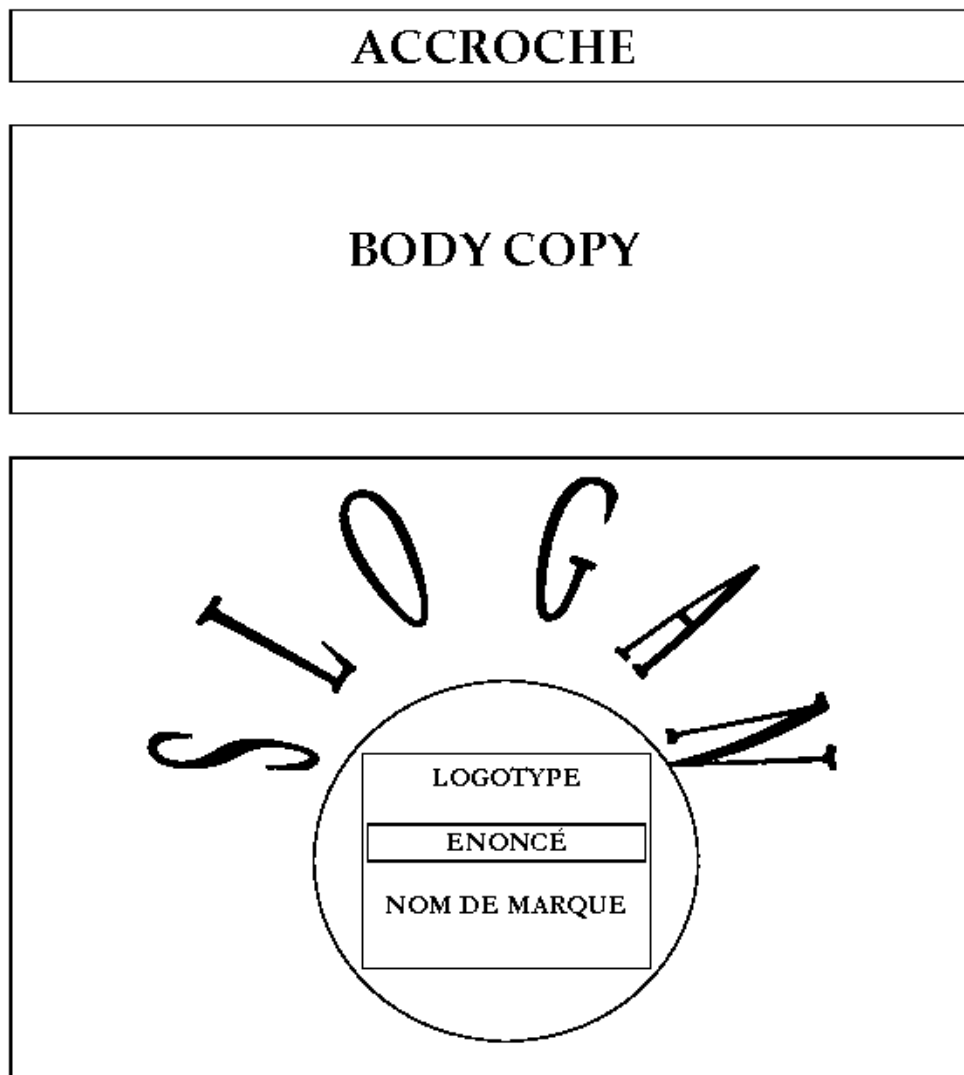 ACCROCHE
BODY COPY
SLOGAN
LOGOTYPE
ENONCÉ
NOM DE MARQUE